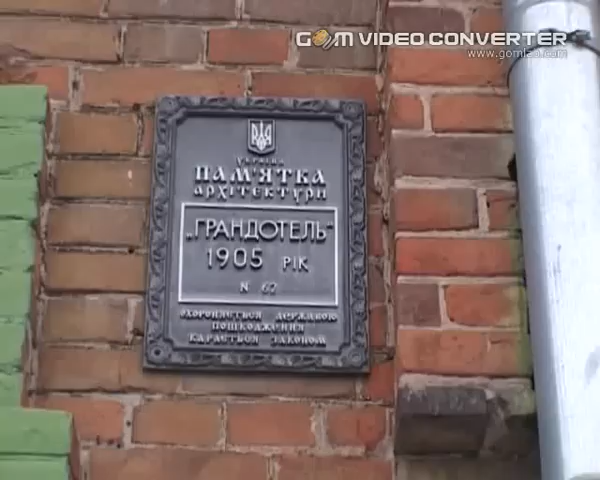 GOM VIDEO CONVERTER
www.gomlab.com
УКРАЇНА
ПАМ'ЯТКА
АРХІТЕКТУРИ
„ГРАНДОТЕЛЬ"
1905 РІК
N 62
ОХОРОНЯЄТЬСЯ ДЕРЖАВОЮ
ПОШКОДЖЕННЯ
КАРАЄТЬСЯ ЗАКОНОМ